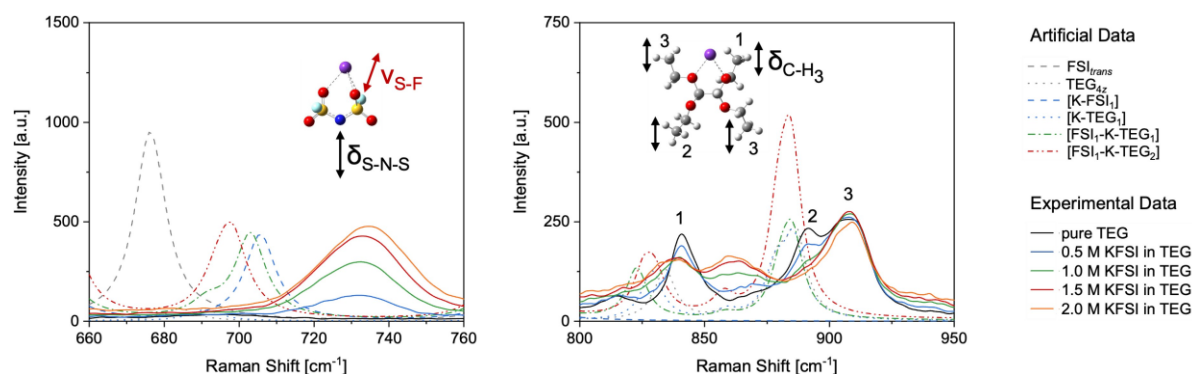 1500
1000
500
0
Intensity [a.u.]
660 680 700 720 740 760
Raman Shift [cm⁻¹]
νS-F
δS-N-S
750
500
250
0
Intensity [a.u.]
800 850 900 950
Raman Shift [cm⁻¹]
3 1
δC-H₃
2 3
1 2 3
Artificial Data
FSItrans
TEG4z
[K-FSI₁]
[K-TEG₁]
[FSI₁-K-TEG₁]
[FSI₁-K-TEG₂]
Experimental Data
pure TEG
0.5 M KFSI in TEG
1.0 M KFSI in TEG
1.5 M KFSI in TEG
2.0 M KFSI in TEG